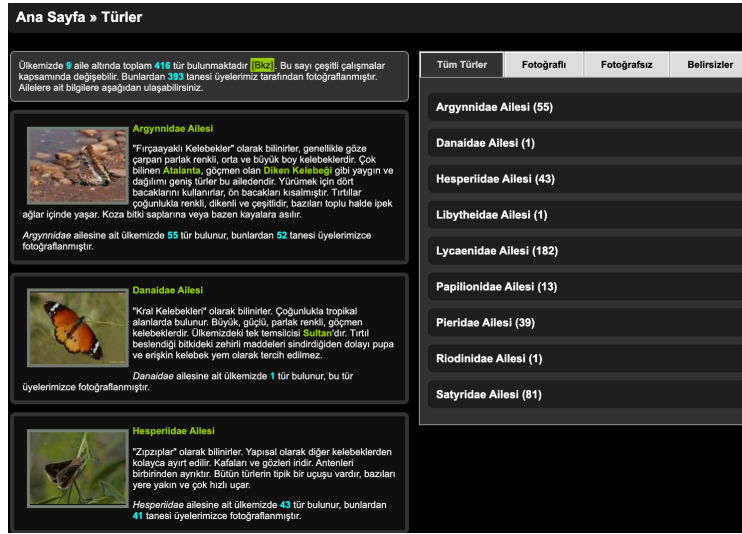 Ana Sayfa » Türler
Ülkemizde 9 aile altında toplam 416 tür bulunmaktadır [Bkz]. Bu sayı çeşitli çalışmalar
kapsamında değişebilir. Bunlardan 393 tanesi üyelerimiz tarafından fotoğraflanmıştır.
Ailelere ait bilgilere aşağıdan ulaşabilirsiniz.
Argynnidae Ailesi
"Fırçaayaklı Kelebekler" olarak bilinirler, genellikle göze
çarpan parlak renkli, orta ve büyük boy kelebeklerdir. Çok
bilinen Atalanta, göçmen olan Diken Kelebeği gibi yaygın ve
dağılımı geniş türler bu ailedendir. Yürümek için dört
bacaklarını kullanırlar, ön bacakları kısalmıştır. Tırtıllar
çoğunlukla renkli, dikenli ve çeşitlidir, bazıları toplu halde ipek
ağlar içinde yaşar. Koza bitki saplarına veya bazen kayalara asılır.
Argynnidae ailesine ait ülkemizde 55 tür bulunur, bunlardan 52 tanesi üyelerimizce
fotoğraflanmıştır.
Danaidae Ailesi
"Kral Kelebekleri" olarak bilinirler. Çoğunlukla tropikal
alanlarda bulunur. Büyük, güçlü, parlak renkli, göçmen
kelebeklerdir. Ülkemizdeki tek temsilcisi Sultan'dır. Tırtıl
beslendiği bitkideki zehirli maddeleri sindirdiğiden dolayı pupa
ve erişkin kelebek yem olarak tercih edilmez.
Danaidae ailesine ait ülkemizde 1 tür bulunur, bu tür
üyelerimizce fotoğraflanmıştır.
Hesperiidae Ailesi
"Zıpzıplar" olarak bilinirler. Yapısal olarak diğer kelebeklerden
kolayca ayırt edilir. Kafaları ve gözleri iridir. Antenleri
birbirinden ayrıktır. Bütün türlerin tipik bir uçuşu vardır, bazıları
yere yakın ve çok hızlı uçar.
Hesperiidae ailesine ait ülkemizde 43 tür bulunur, bunlardan
41 tanesi üyelerimizce fotoğraflanmıştır.
Tüm Türler
Fotoğraflı
Fotoğrafsız
Belirsizler
Argynnidae Ailesi (55)
Danaidae Ailesi (1)
Hesperiidae Ailesi (43)
Libytheidae Ailesi (1)
Lycaenidae Ailesi (182)
Papilionidae Ailesi (13)
Pieridae Ailesi (39)
Riodinidae Ailesi (1)
Satyridae Ailesi (81)